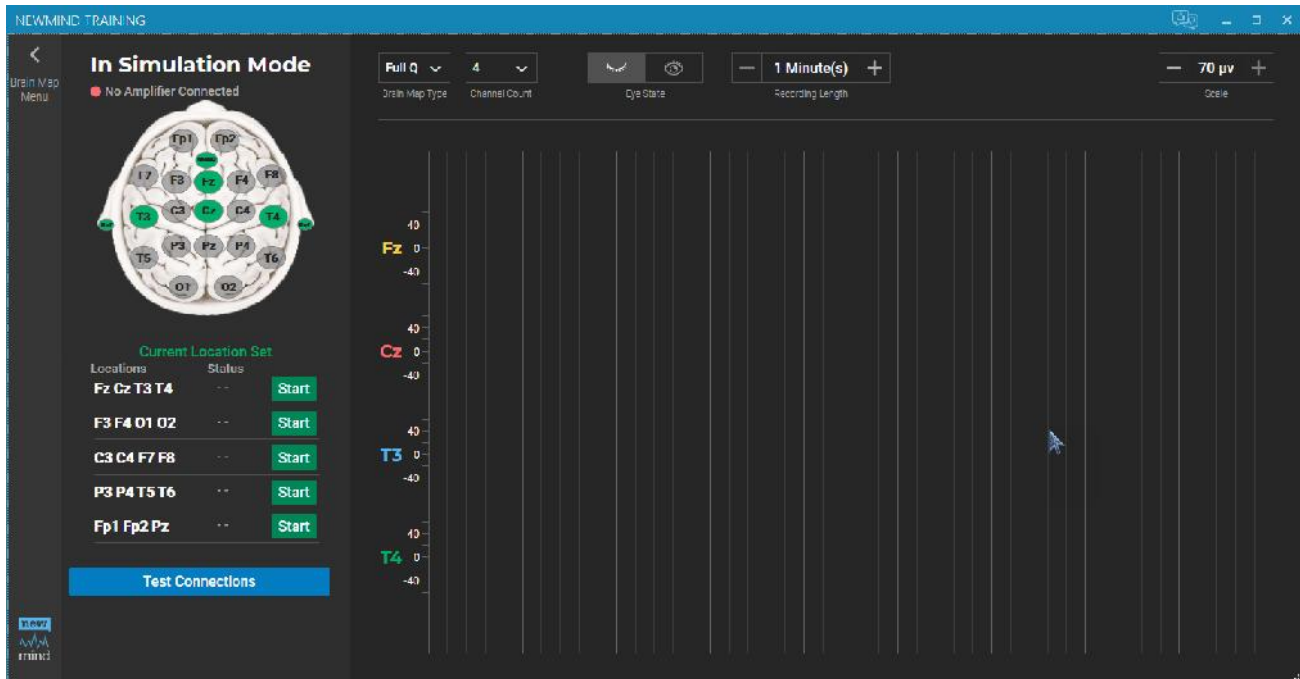 NEWMIND TRAINING
Brain Map
Menu
In Simulation Mode
No Amplifier Connected
Fp1 Fp2
F7 F3 Fz F4 F8
T3 C3 Cz C4 T4
T5 P3 Pz P4 T6
O1 O2
Current Location Set
Locations Status
Fz Cz T3 T4 -- Start
F3 F4 O1 O2 -- Start
C3 C4 F7 F8 -- Start
P3 P4 T5 T6 -- Start
Fp1 Fp2 Pz -- Start
Test Connections
new
mind
Full Q 4 1 Minute(s) 70 μv
Brain Map Type Channel Count Eye State Recording Length Scale
40
Fz 0
-40
40
Cz 0
-40
40
T3 0
-40
40
T4 0
-40